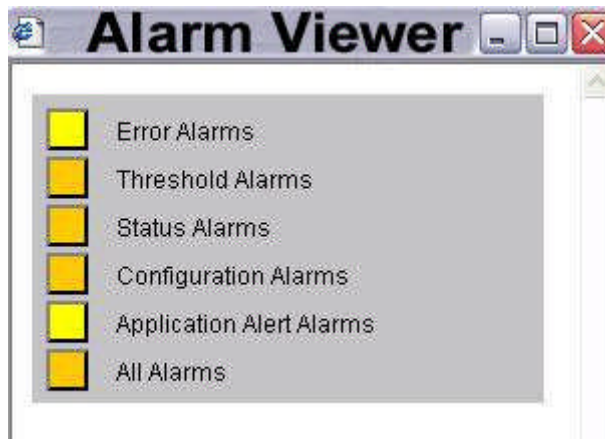 Alarm Viewer
Error Alarms
Threshold Alarms
Status Alarms
Configuration Alarms
Application Alert Alarms
All Alarms